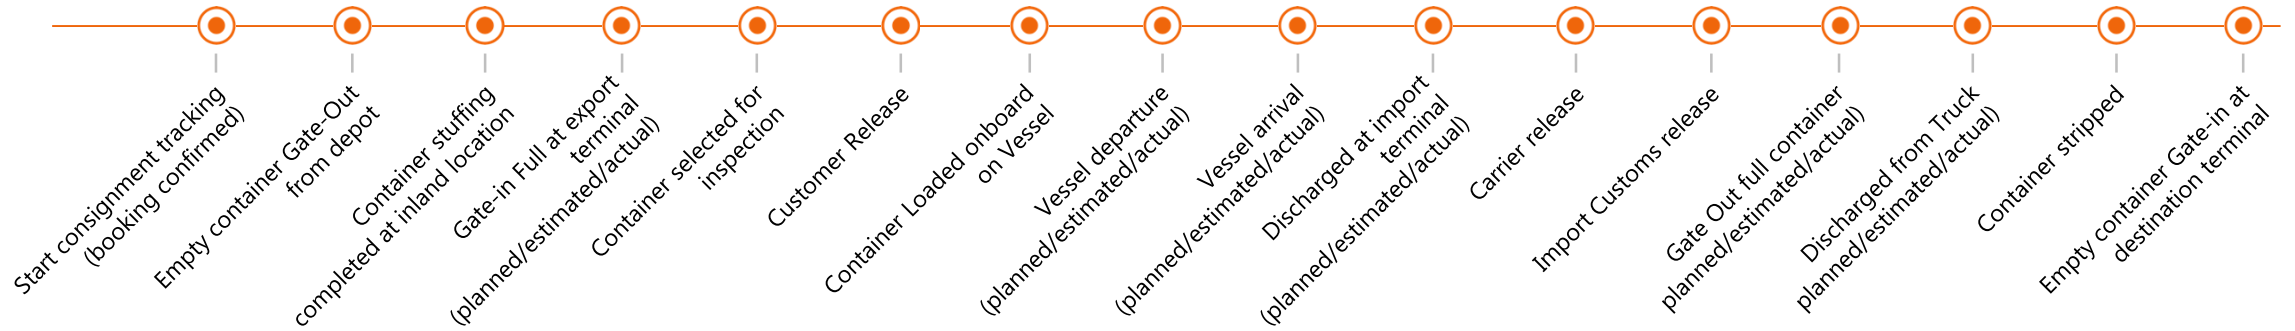 Start consignment tracking
(booking confirmed)
Empty container Gate-Out
from depot
Container stuffing
completed at inland location
Gate-in Full at export
terminal
(planned/estimated/actual)
Container selected for
inspection
Customer Release
Container Loaded onboard
on Vessel
Vessel departure
(planned/estimated/actual)
Vessel arrival
(planned/estimated/actual)
Discharged at import
terminal
(planned/estimated/actual)
Carrier release
Import Customs release
Gate Out full container
planned/estimated/actual)
Discharged from Truck
planned/estimated/actual)
Container stripped
Empty container Gate-in at
destination terminal